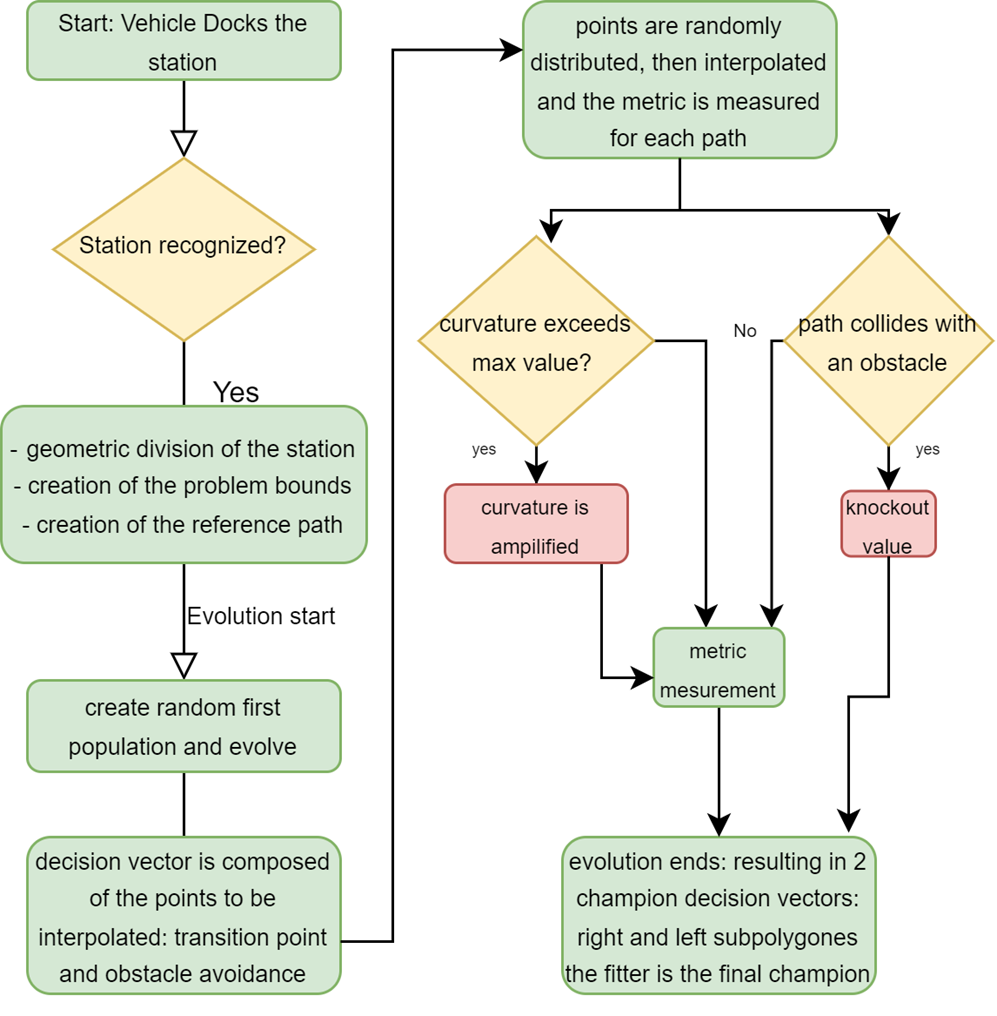 Start: Vehicle Docks the
station
Station recognized?
Yes
- geometric division of the station
- creation of the problem bounds
- creation of the reference path
Evolution start
create random first
population and evolve
decision vector is composed
of the points to be
interpolated: transition point
and obstacle avoidance
points are randomly
distributed, then interpolated
and the metric is measured
for each path
curvature exceeds
max value?
No
path collides with
an obstacle
yes
yes
curvature is
ampilified
knockout
value
metric
mesurement
evolution ends: resulting in 2
champion decision vectors:
right and left subpolygones
the fitter is the final champion